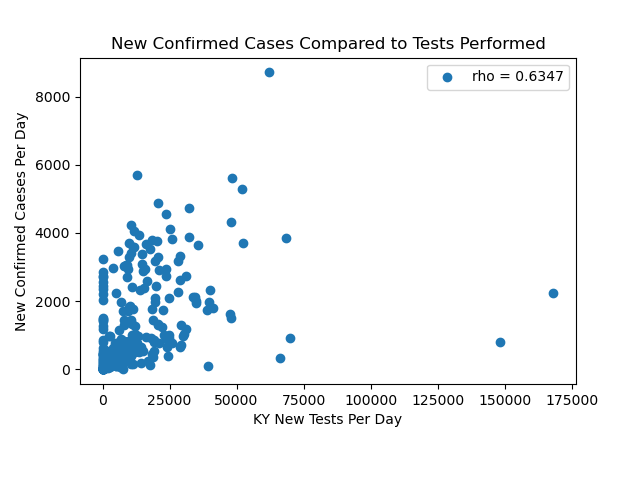 New Confirmed Cases Compared to Tests Performed
rho = 0.6347
8000
6000
4000
2000
0
New Confirmed Caeses Per Day
0 25000 50000 75000 100000 125000 150000 175000
KY New Tests Per Day